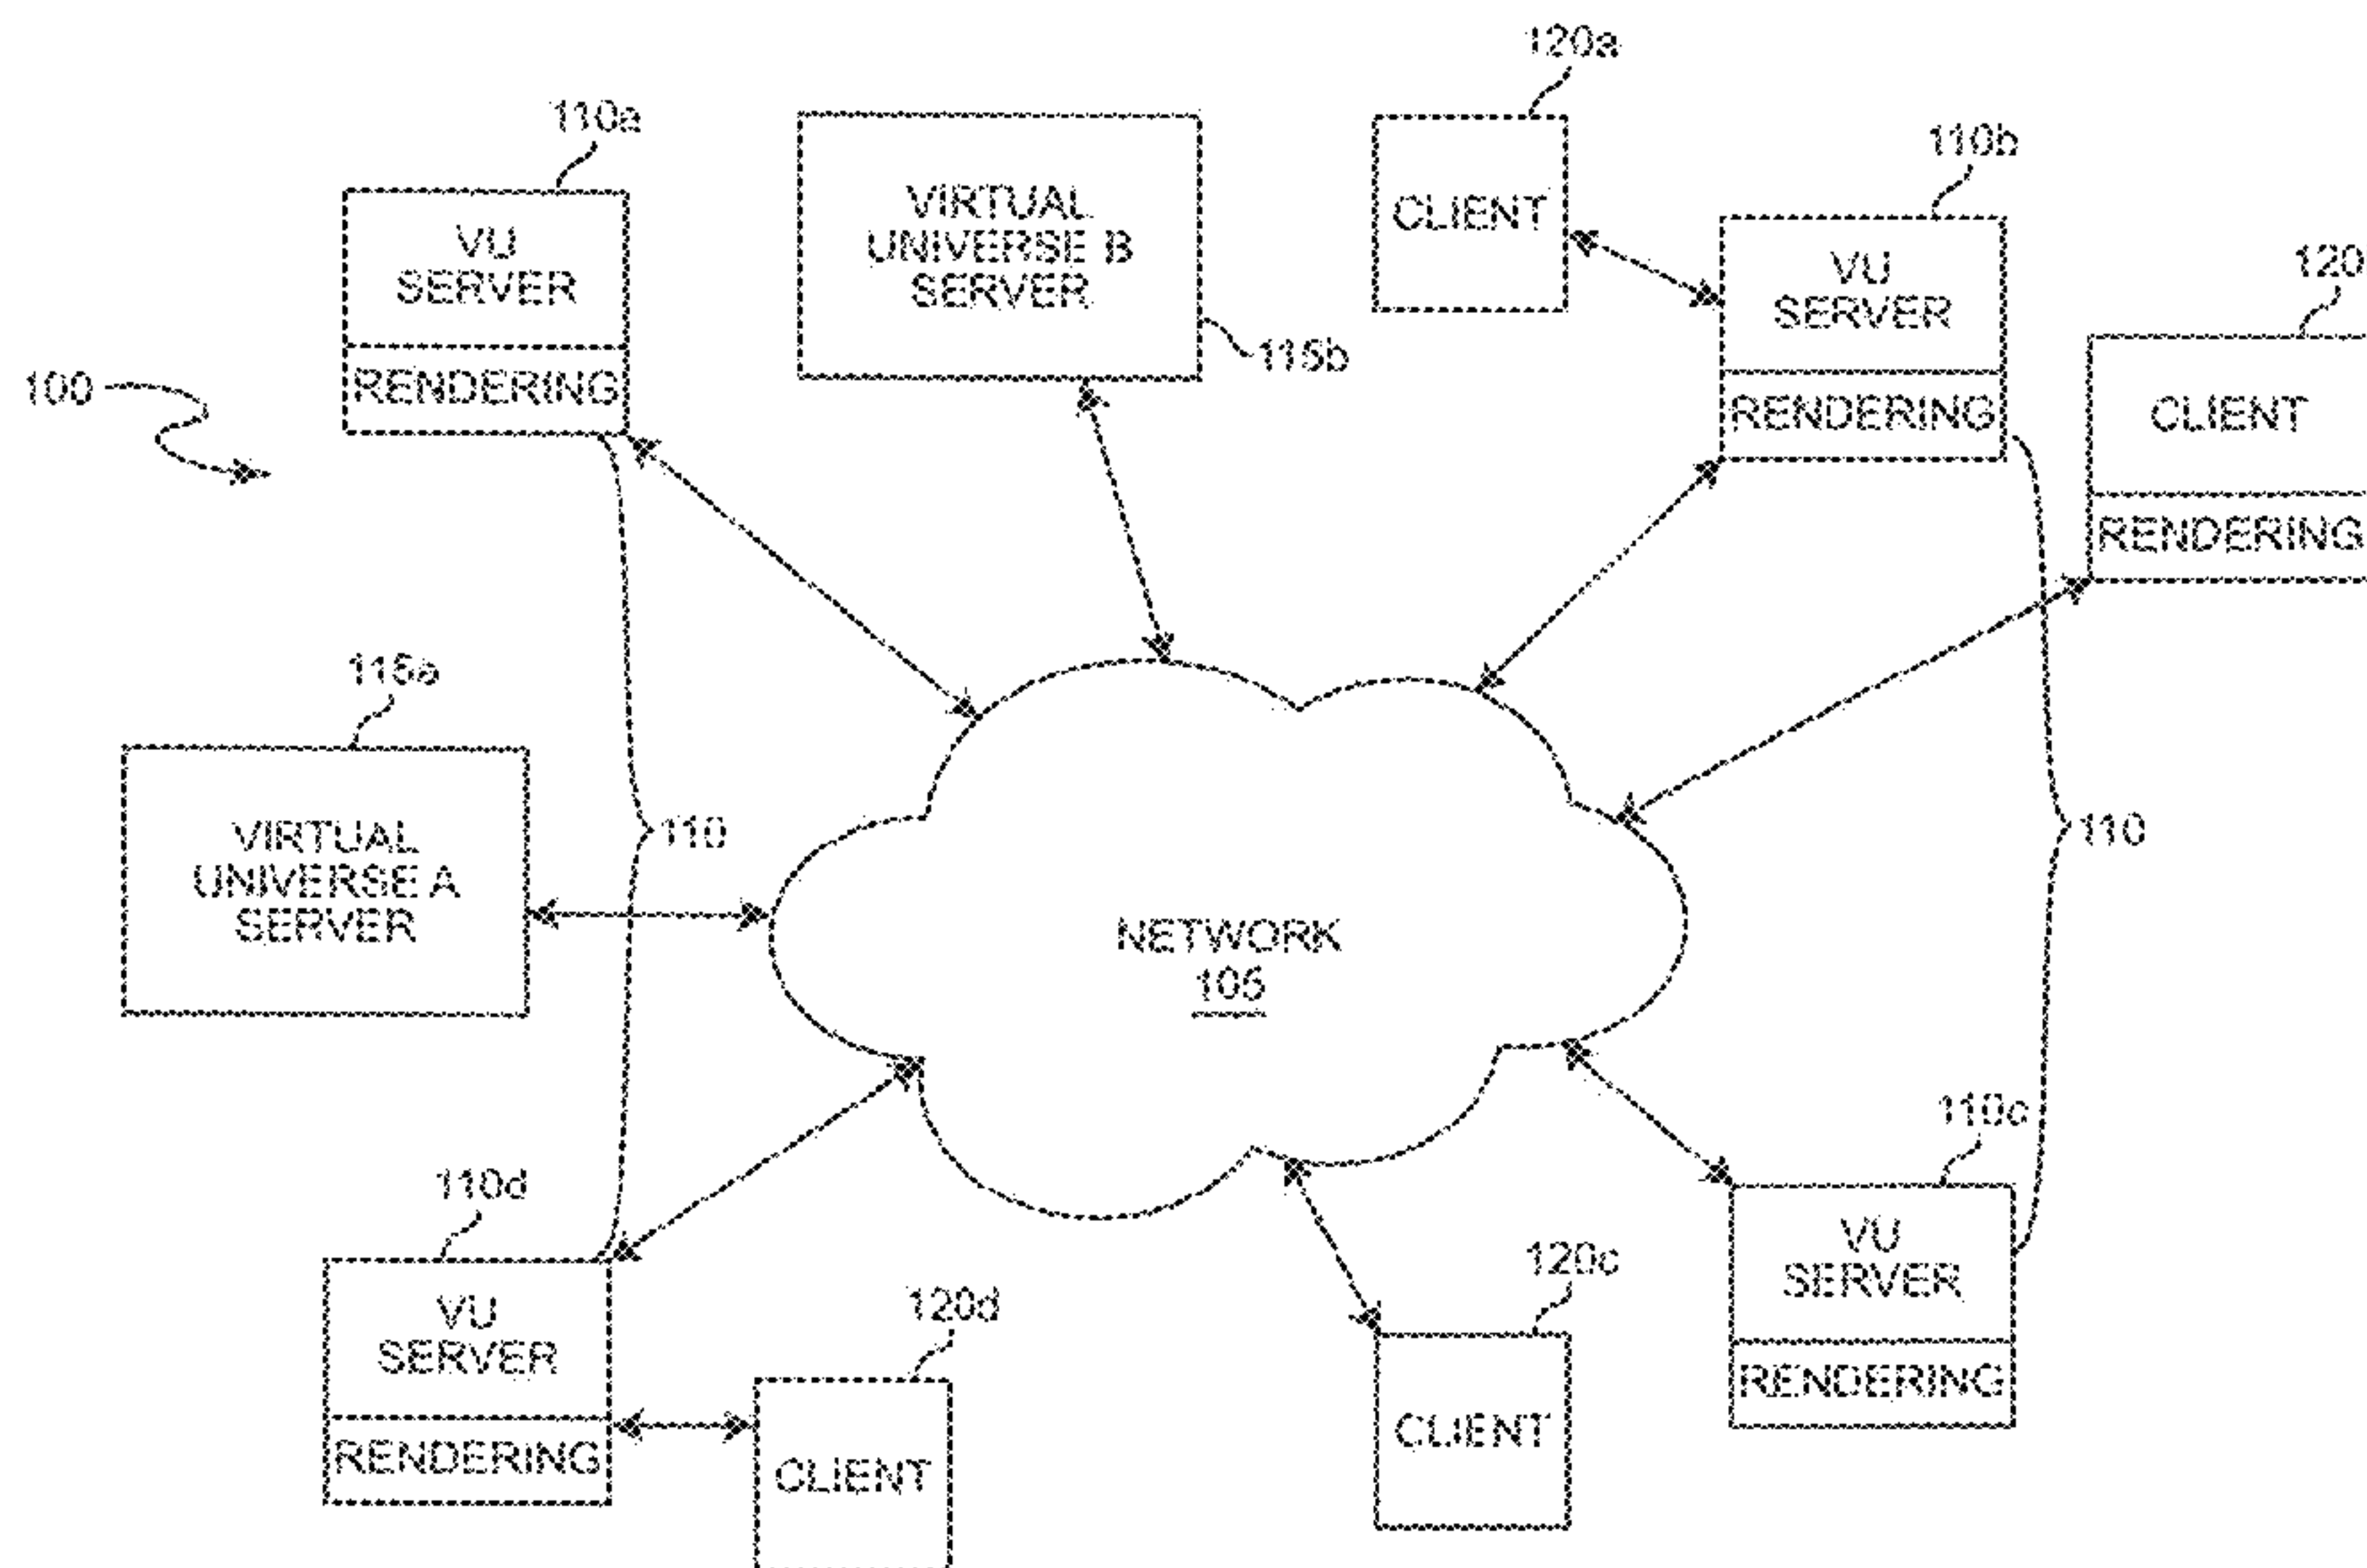 120a
110a
110b
VIRTUAL
UNIVERSE B
SERVER
CLIENT
VU
SERVER
120
VU
SERVER
115b
100
RENDERING
RENDERING
CLIENT
RENDERING
115a
110
110
VIRTUAL
UNIVERSE A
SERVER
NETWORK
105
110c
110d
VU
SERVER
120c
120d
VU
SERVER
RENDERING
CLIENT
RENDERING
CLIENT